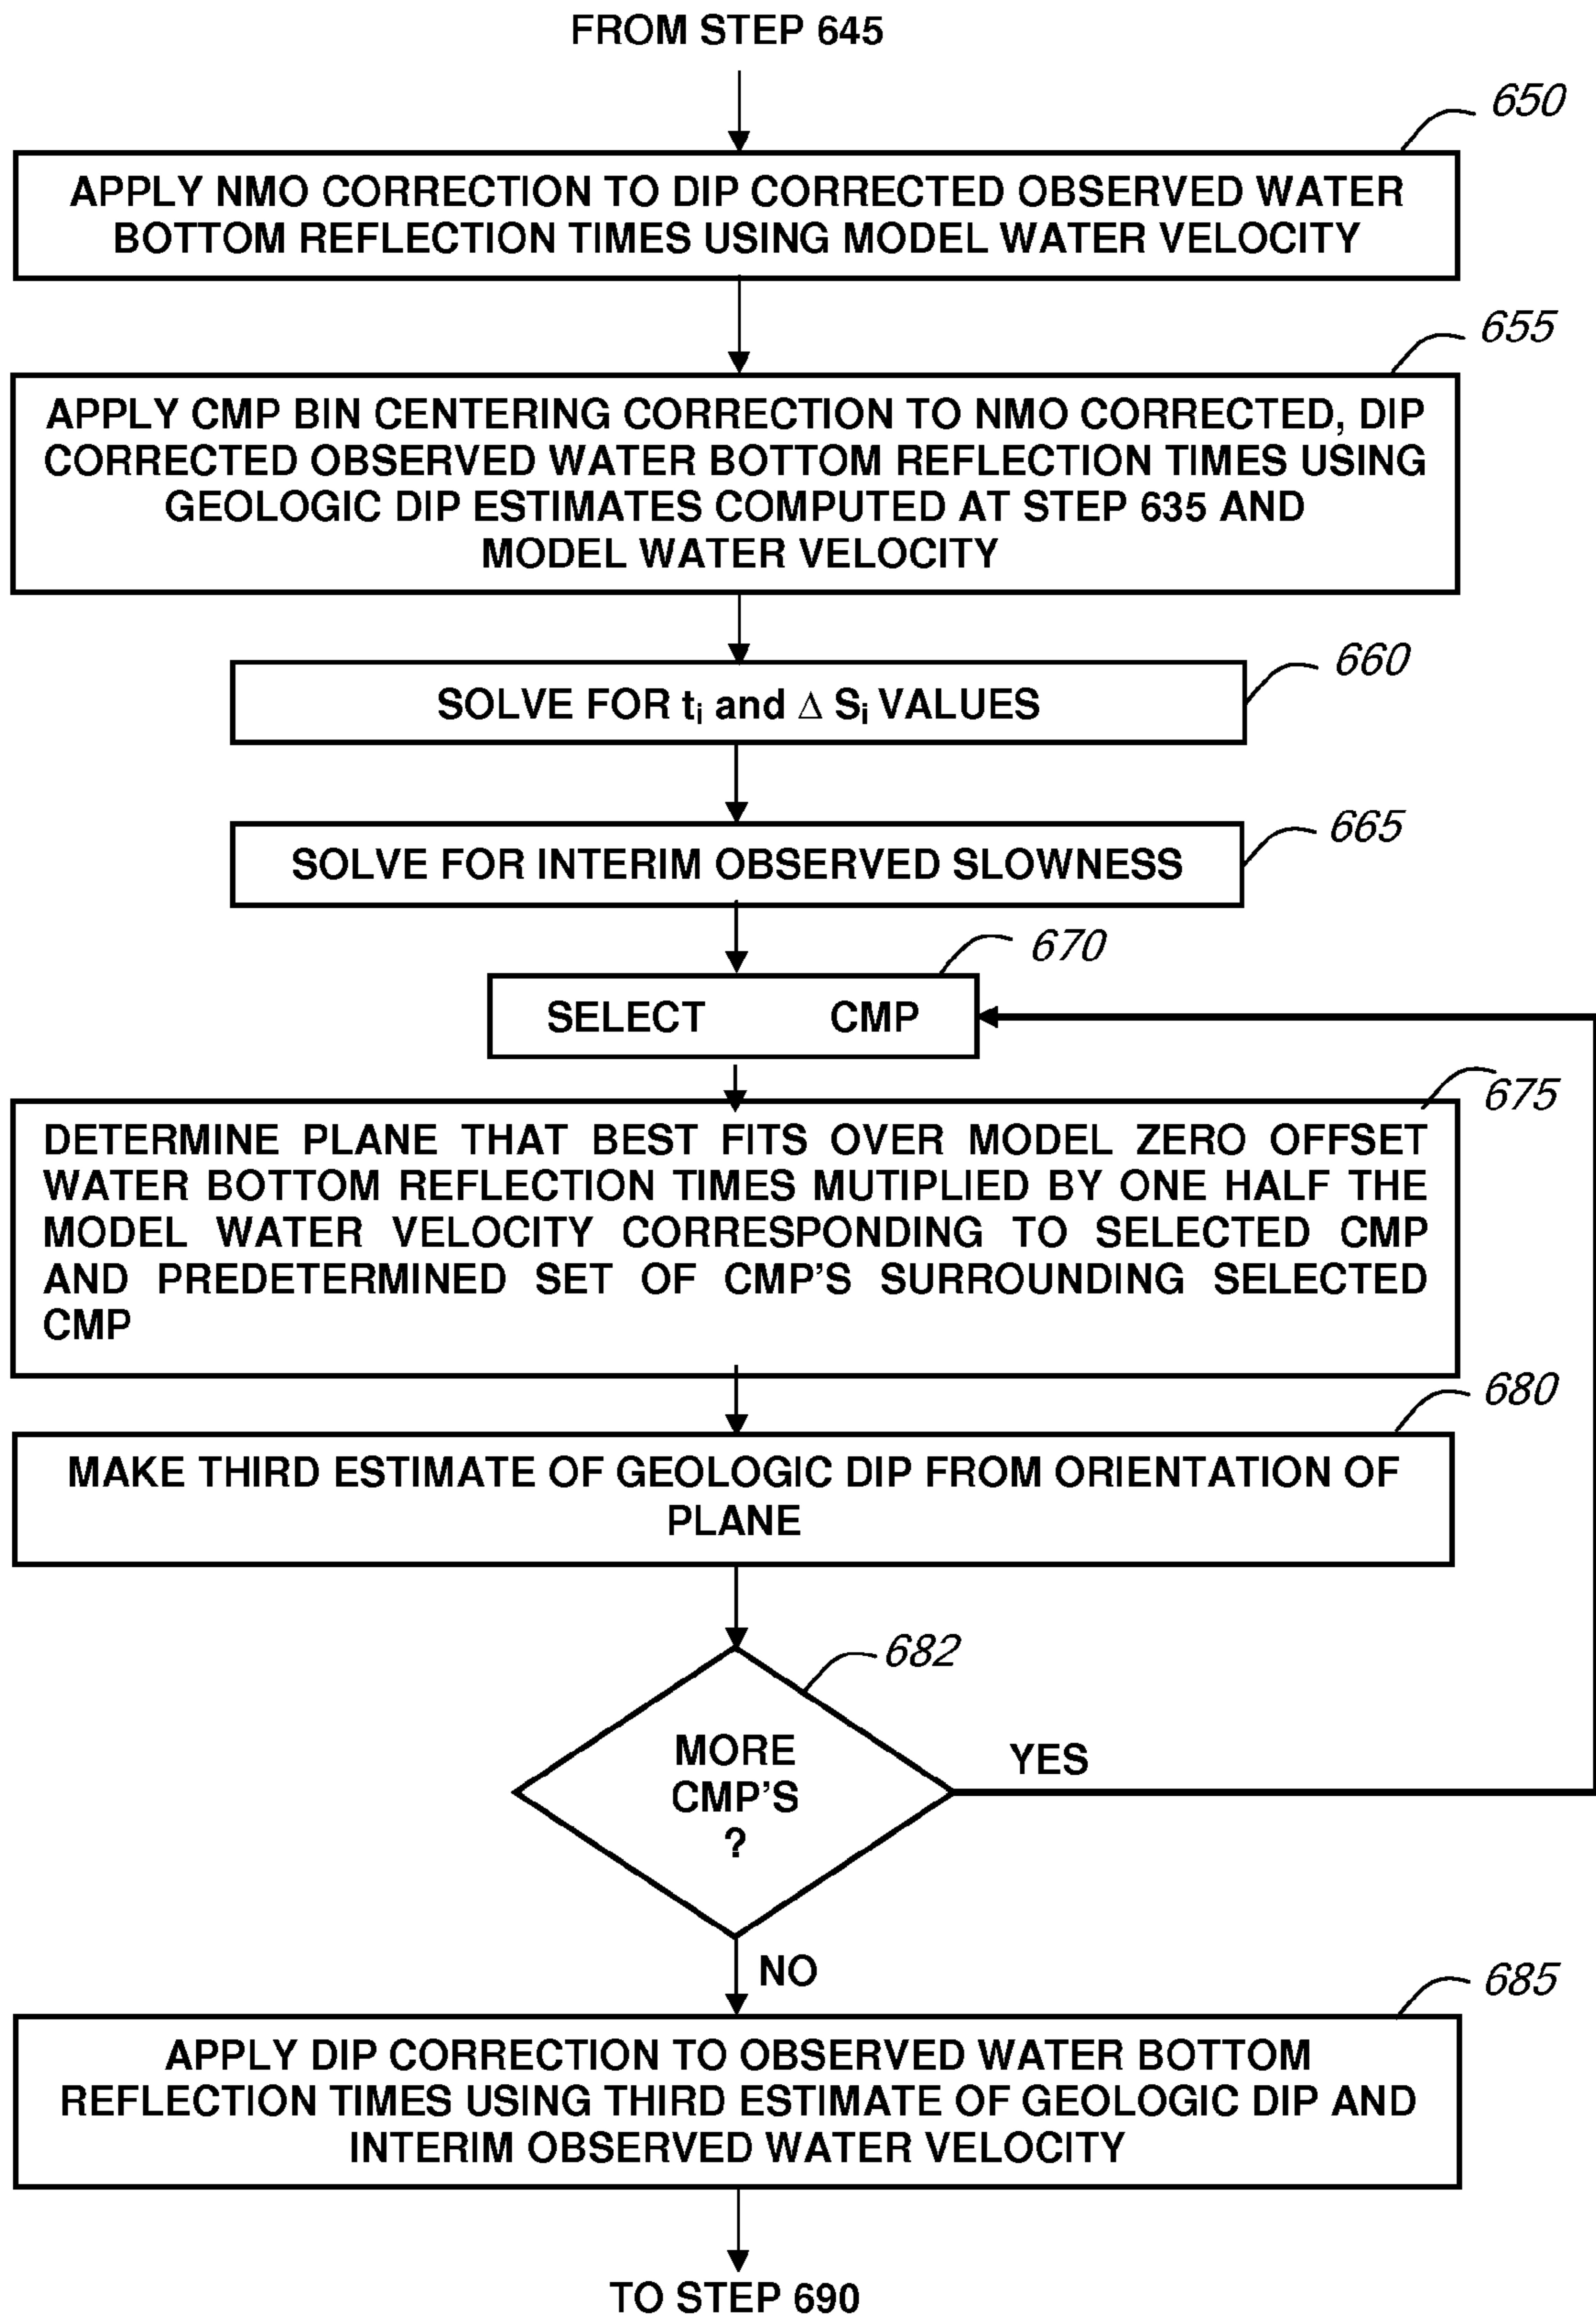 FROM STEP 645
650
APPLY NMO CORRECTION TO DIP CORRECTED OBSERVED WATER
BOTTOM REFLECTION TIMES USING MODEL WATER VELOCITY
655
APPLY CMP BIN CENTERING CORRECTION TO NMO CORRECTED, DIP
CORRECTED OBSERVED WATER BOTTOM REFLECTION TIMES USING
GEOLOGIC DIP ESTIMATES COMPUTED AT STEP 635 AND
MODEL WATER VELOCITY
660
SOLVE FOR tᵢ and Δ Sᵢ VALUES
665
SOLVE FOR INTERIM OBSERVED SLOWNESS
670
SELECT CMP
675
DETERMINE PLANE THAT BEST FITS OVER MODEL ZERO OFFSET
WATER BOTTOM REFLECTION TIMES MUTIPLIED BY ONE HALF THE
MODEL WATER VELOCITY CORRESPONDING TO SELECTED CMP
AND PREDETERMINED SET OF CMP’S SURROUNDING SELECTED
CMP
680
MAKE THIRD ESTIMATE OF GEOLOGIC DIP FROM ORIENTATION OF
PLANE
682
MORE
CMP’S
?
YES
NO
685
APPLY DIP CORRECTION TO OBSERVED WATER BOTTOM
REFLECTION TIMES USING THIRD ESTIMATE OF GEOLOGIC DIP AND
INTERIM OBSERVED WATER VELOCITY
TO STEP 690